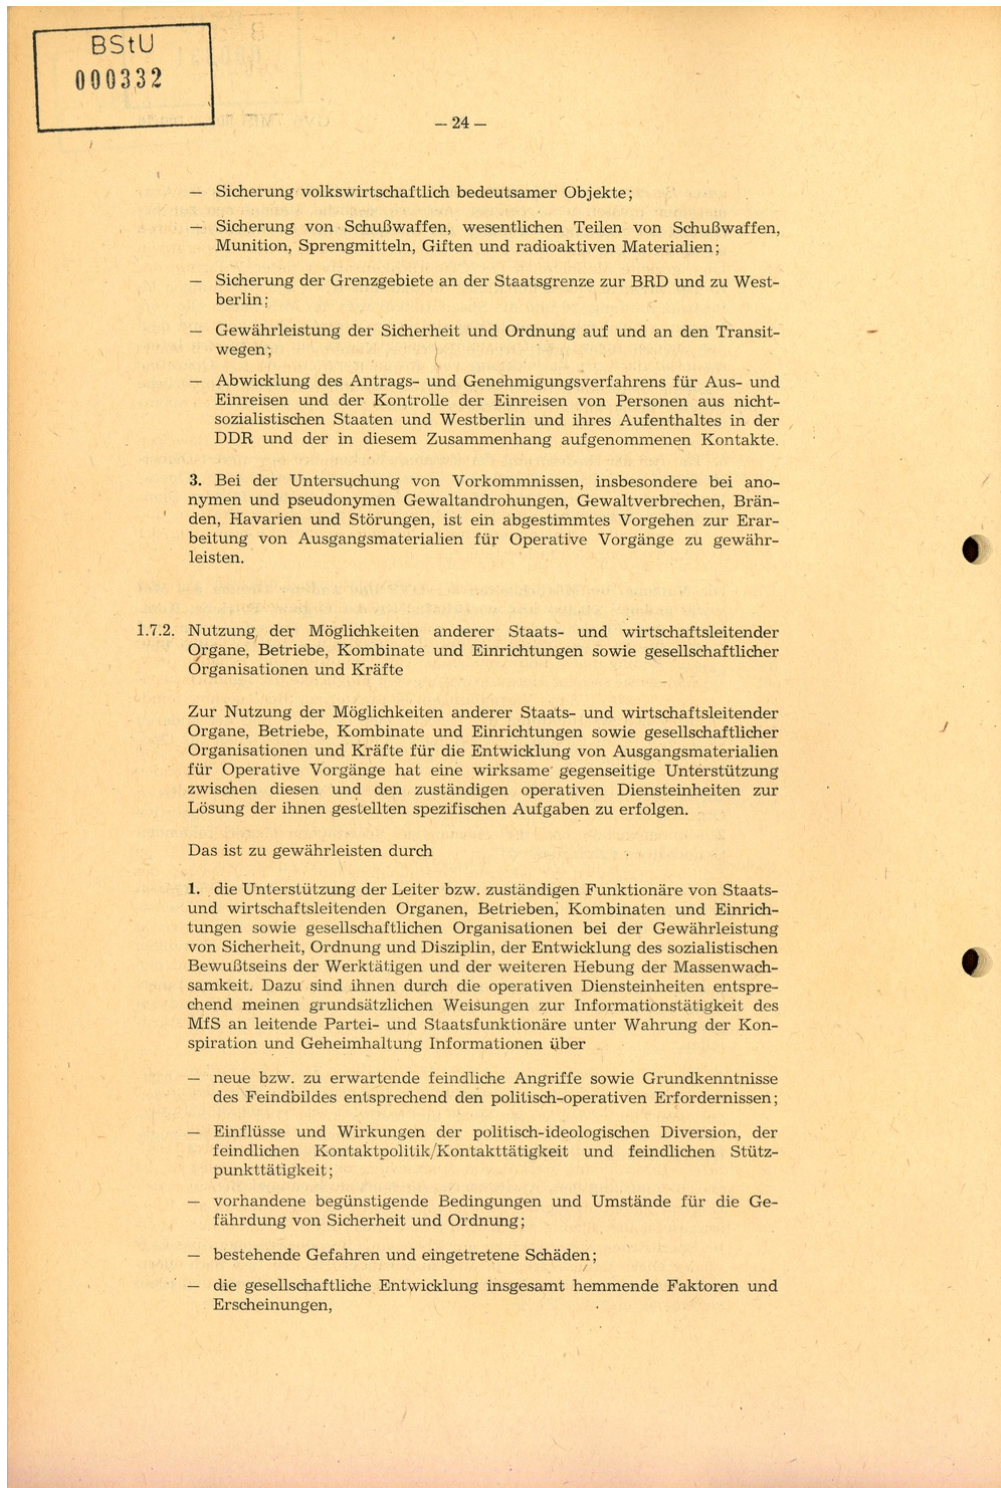 BStU
000332
— 24 —
— Sicherung volkswirtschaftlich bedeutsamer Objekte;
— Sicherung von Schußwaffen, wesentlichen Teilen von Schußwaffen,
Munition, Sprengmitteln, Giften und radioaktiven Materialien;
— Sicherung der Grenzgebiete an der Staatsgrenze zur BRD und zu West-
berlin;
— Gewährleistung der Sicherheit und Ordnung auf und an den Transit-
wegen;
— Abwicklung des Antrags- und Genehmigungsverfahrens für Aus- und
Einreisen und der Kontrolle der Einreisen von Personen aus nicht-
sozialistischen Staaten und Westberlin und ihres Aufenthaltes in der
DDR und der in diesem Zusammenhang aufgenommenen Kontakte.
3. Bei der Untersuchung von Vorkommnissen, insbesondere bei ano-
nymen und pseudonymen Gewaltandrohungen, Gewaltverbrechen, Brän-
den, Havarien und Störungen, ist ein abgestimmtes Vorgehen zur Erar-
beitung von Ausgangsmaterialien für Operative Vorgänge zu gewähr-
leisten.
1.7.2. Nutzung der Möglichkeiten anderer Staats- und wirtschaftsleitender
Organe, Betriebe, Kombinate und Einrichtungen sowie gesellschaftlicher
Organisationen und Kräfte
Zur Nutzung der Möglichkeiten anderer Staats- und wirtschaftsleitender
Organe, Betriebe, Kombinate und Einrichtungen sowie gesellschaftlicher
Organisationen und Kräfte für die Entwicklung von Ausgangsmaterialien
für Operative Vorgänge hat eine wirksame gegenseitige Unterstützung
zwischen diesen und den zuständigen operativen Diensteinheiten zur
Lösung der ihnen gestellten spezifischen Aufgaben zu erfolgen.
Das ist zu gewährleisten durch
1. die Unterstützung der Leiter bzw. zuständigen Funktionäre von Staats-
und wirtschaftsleitenden Organen, Betrieben, Kombinaten und Einrich-
tungen sowie gesellschaftlichen Organisationen bei der Gewährleistung
von Sicherheit, Ordnung und Disziplin, der Entwicklung des sozialistischen
Bewußtseins der Werktätigen und der weiteren Hebung der Massenwach-
samkeit. Dazu sind ihnen durch die operativen Diensteinheiten entspre-
chend meinen grundsätzlichen Weisungen zur Informationstätigkeit des
MfS an leitende Partei- und Staatsfunktionäre unter Wahrung der Kon-
spiration und Geheimhaltung Informationen über
— neue bzw. zu erwartende feindliche Angriffe sowie Grundkenntnisse
des Feindbildes entsprechend den politisch-operativen Erfordernissen;
— Einflüsse und Wirkungen der politisch-ideologischen Diversion, der
feindlichen Kontaktpolitik/Kontakttätigkeit und feindlichen Stütz-
punkttätigkeit;
— vorhandene begünstigende Bedingungen und Umstände für die Ge-
fährdung von Sicherheit und Ordnung;
— bestehende Gefahren und eingetretene Schäden;
— die gesellschaftliche Entwicklung insgesamt hemmende Faktoren und
Erscheinungen,